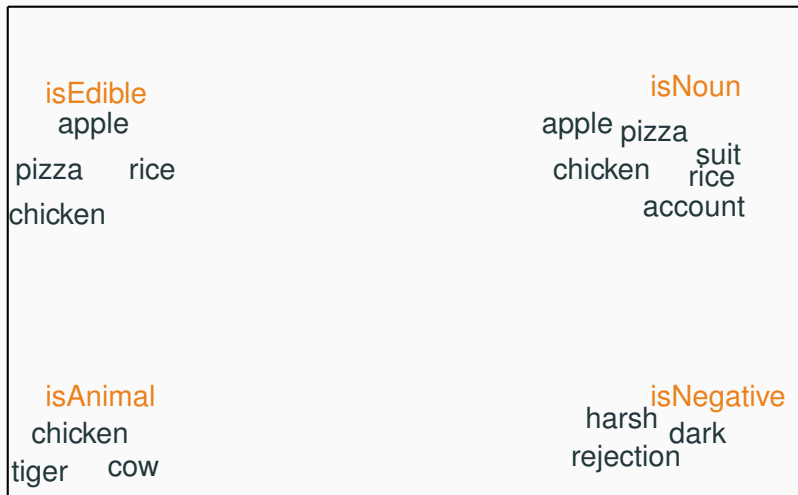 isEdible
apple
pizza rice
chicken
isNoun
apple pizza
suit
chicken rice
account
isAnimal
chicken
tiger cow
isNegative
harsh dark
rejection